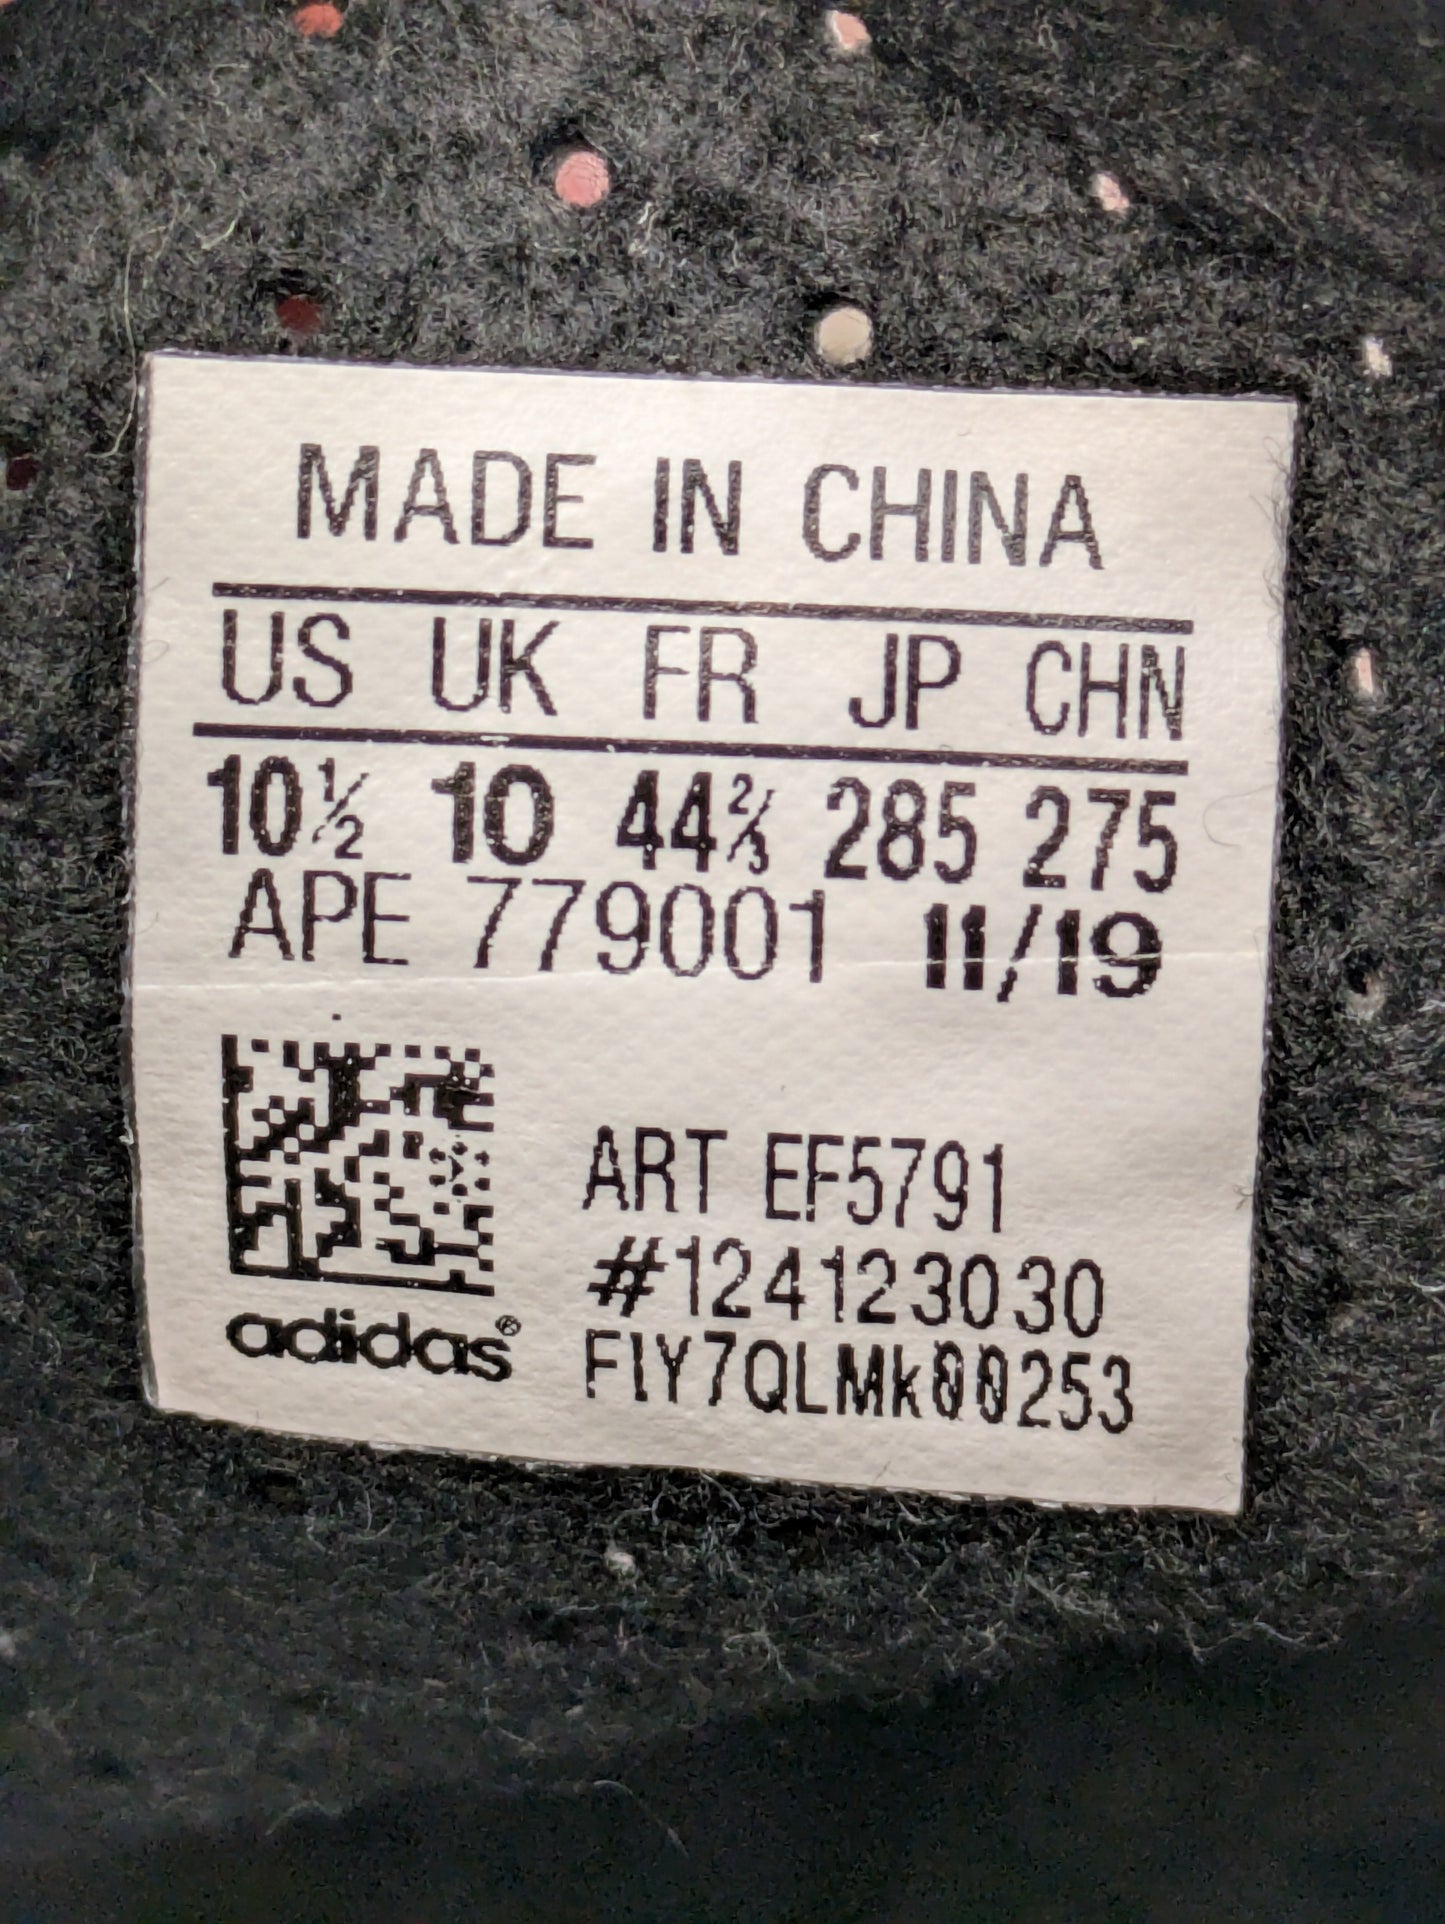 MADE IN CHINA
US UK FR JP CHN
10½ 10 44⅔ 285 275
APE 779001 11/19
ART EF5791
#124123030
adidas®
F1Y7QLMk00253